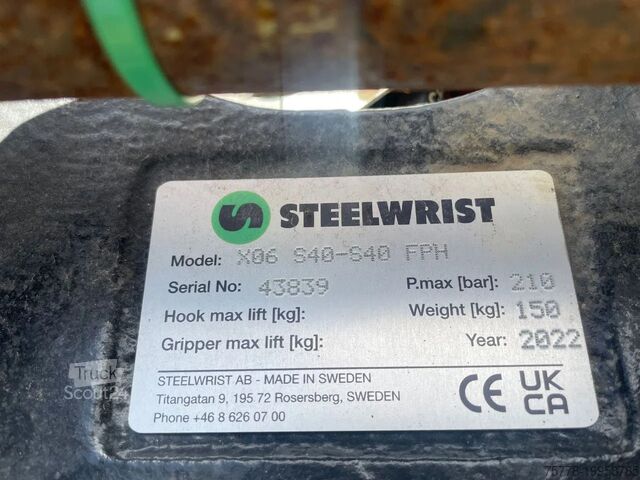 STEELWRIST
Model: X06 S40-S40 FPH
Serial No: 43839 P.max [bar]: 210
Hook max lift [kg]: Weight [kg]: 150
Gripper max lift [kg]: Year: 2022
STEELWRIST AB - MADE IN SWEDEN
Titangatan 9, 195 72 Rosersberg, SWEDEN
Phone +46 8 626 07 00
CE UK
CA
Truck
Scout24